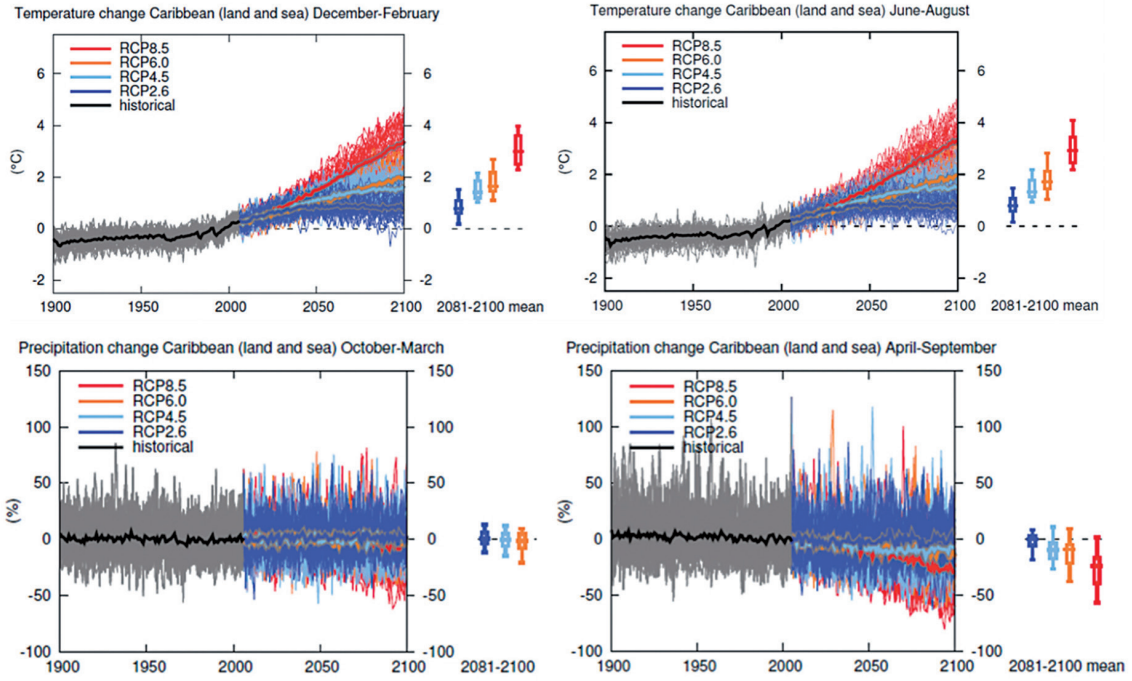 Temperature change Caribbean (land and sea) December-February
RCP8.5
RCP6.0
RCP4.5
RCP2.6
historical
(°C)
6
4
2
0
-2
6
4
2
0
-2
1900
1950
2000
2050
2100
2081-2100 mean
Temperature change Caribbean (land and sea) June-August
RCP8.5
RCP6.0
RCP4.5
RCP2.6
historical
(°C)
6
4
2
0
-2
6
4
2
0
-2
1900
1950
2000
2050
2100
2081-2100 mean
Precipitation change Caribbean (land and sea) October-March
RCP8.5
RCP6.0
RCP4.5
RCP2.6
historical
(%)
150
100
50
0
-50
-100
150
100
50
0
-50
-100
1900
1950
2000
2050
2100
2081-2100
Precipitation change Caribbean (land and sea) April-September
RCP8.5
RCP6.0
RCP4.5
RCP2.6
historical
(%)
150
100
50
0
-50
-100
150
100
50
0
-50
-100
1900
1950
2000
2050
2100
2081-2100 mean